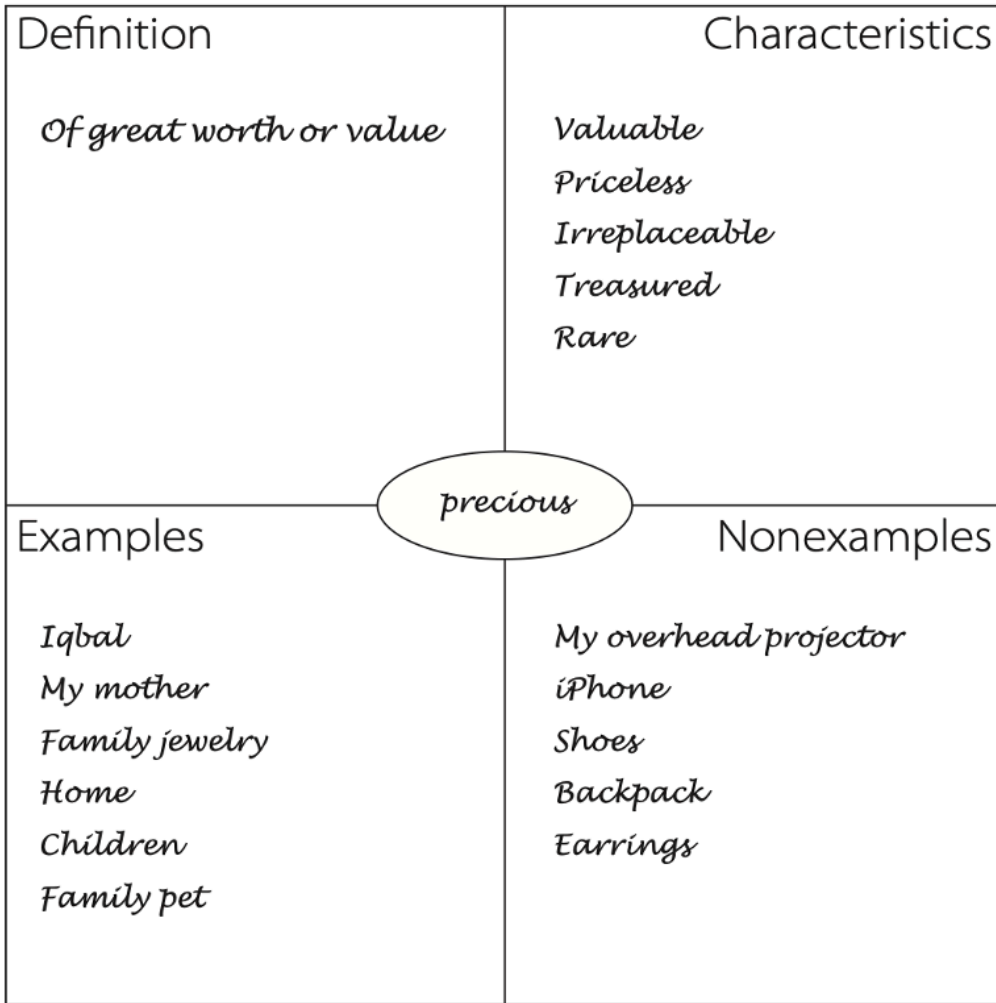 Definition
Of great worth or value
Characteristics
Valuable
Priceless
Irreplaceable
Treasured
Rare
precious
Examples
Iqbal
My mother
Family jewelry
Home
Children
Family pet
Nonexamples
My overhead projector
iPhone
Shoes
Backpack
Earrings